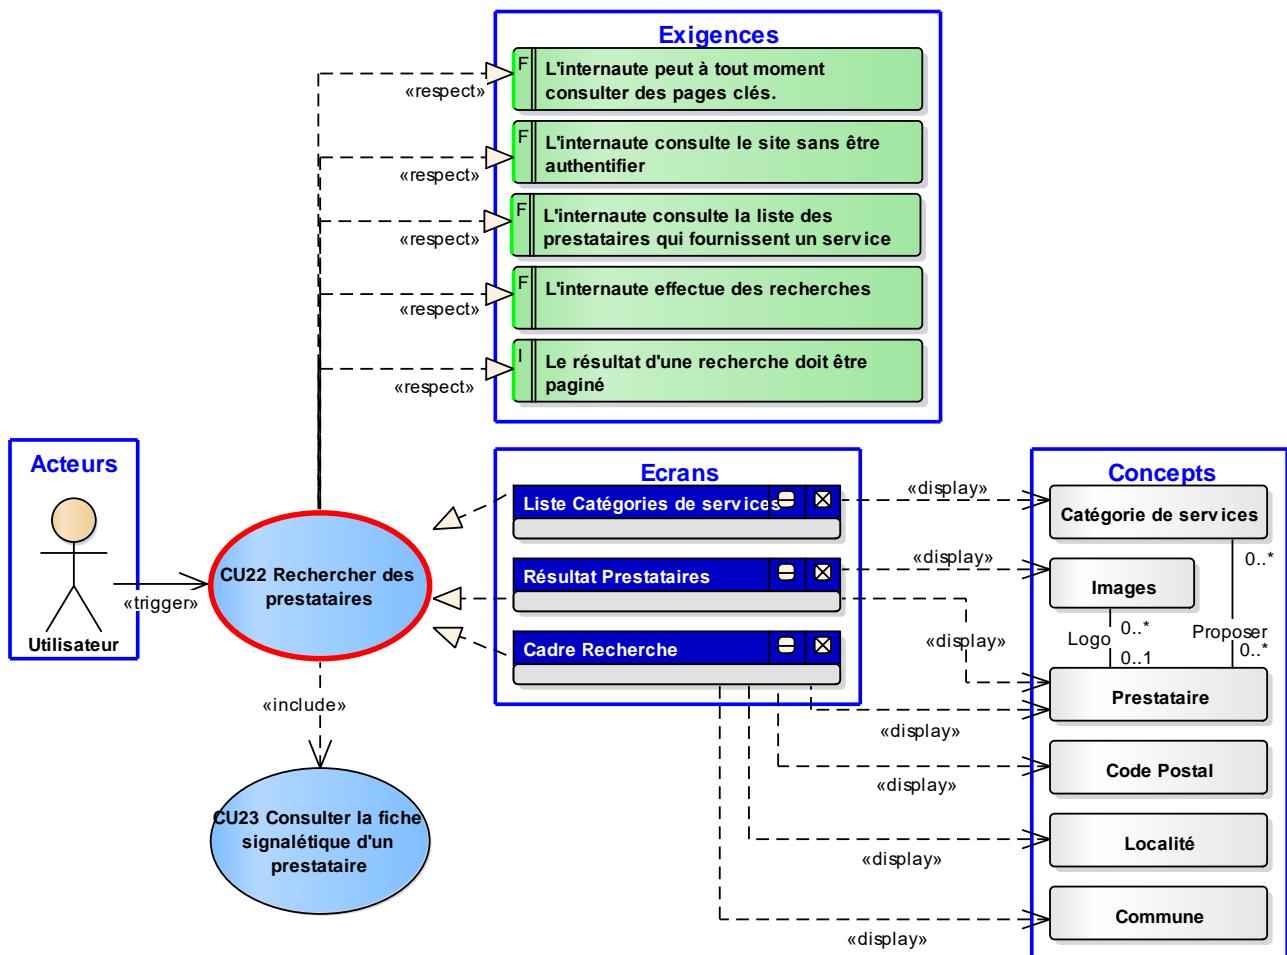 Exigences
F
L'internaute peut à tout moment
consulter des pages clés.
«respect»
F
L'internaute consulte le site sans être
authentifier
«respect»
F
L'internaute consulte la liste des
prestataires qui fournissent un service
«respect»
F
L'internaute effectue des recherches
«respect»
I
Le résultat d'une recherche doit être
paginé
«respect»
Acteurs
Utilisateur
«trigger»
CU22 Rechercher des
prestataires
«include»
CU23 Consulter la fiche
signalétique d'un
prestataire
Ecrans
Liste Catégories de services
Résultat Prestataires
Cadre Recherche
«display»
«display»
«display»
«display»
«display»
«display»
«display»
Concepts
Catégorie de services
0..*
Images
Logo
0..*
0..1
Proposer
0..*
Prestataire
Code Postal
Localité
Commune